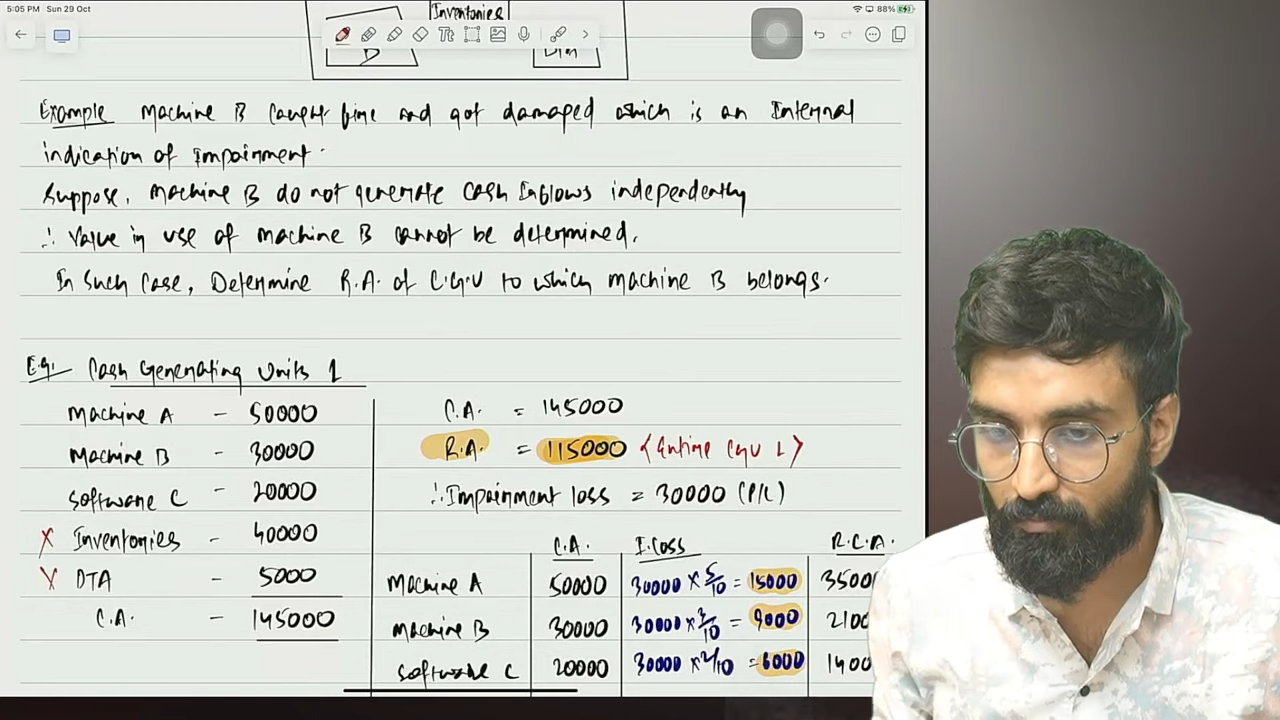 5:05 PM Sun 29 Oct
88%
Inventories
B
DTA
Example Machine B caught fire and got damaged which is an Internal
indication of Impairment.
Suppose, Machine B do not generate cash Inflows independently
∴ Value in use of machine B cannot be determined.
In Such Case, Determine R.A. of C.G.U to which machine B belongs.
E.g. Cash Generating Units 1
Machine A - 50000
Machine B - 30000
Software C - 20000
X Inventories - 40000
X DTA - 5000
C.A. - 145000
C.A. = 145000
R.A. = 115000 <Entire CGU 1>
∴ Impairment loss = 30000 (P/L)
C.A. I.Loss R.C.A.
Machine A 50000 30000 × 5/10 = 15000 3500
Machine B 30000 30000 × 3/10 = 9000 2100
Software C 20000 30000 × 2/10 = 6000 1400